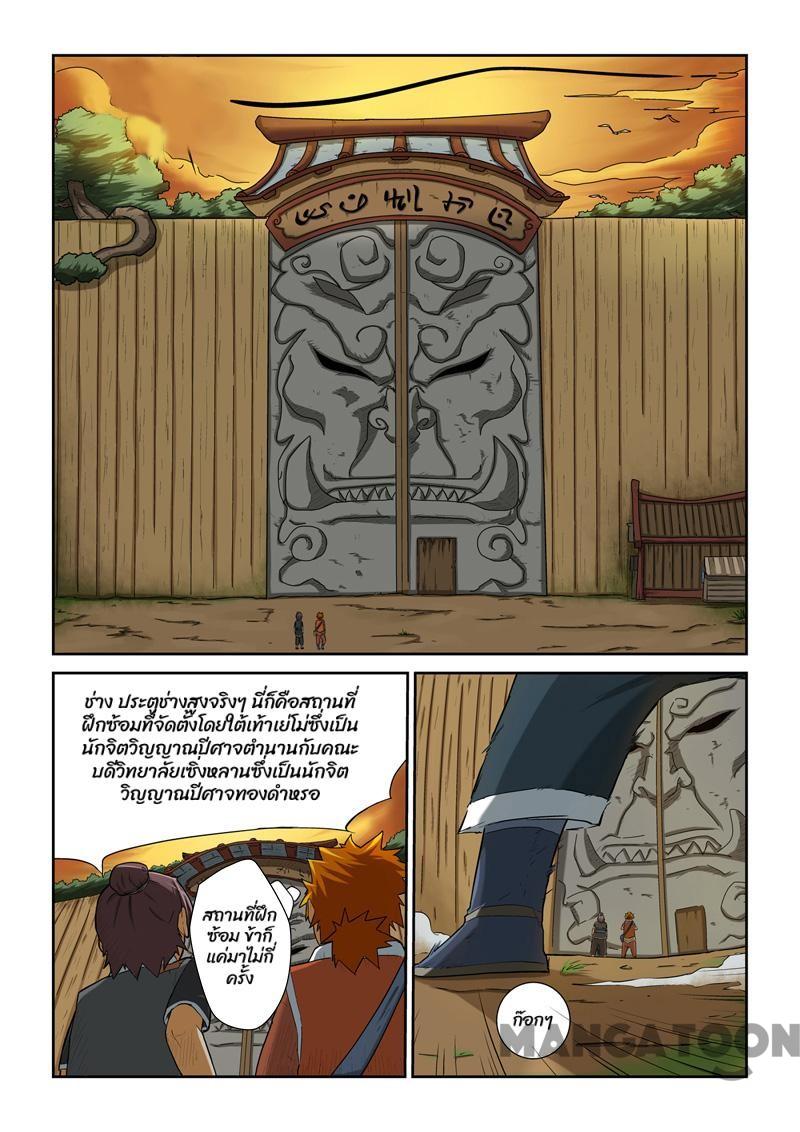 ช่าง ประตูช่างสูงจริงๆ นี่ก็คือสถานที่
ฝึกซ้อมที่จัดตั้งโดยใต้เท้าเย่โม่ซึ่งเป็น
นักจิตวิญญาณปีศาจตำนานกับคณะ
บดีวิทยาลัยเซิ่งหลานซึ่งเป็นนักจิต
วิญญาณปีศาจทองดำหรอ
สถานที่ฝึก
ซ้อม ข้าก็
แค่มาไม่กี่
ครั้ง
ก๊อกๆ
MANGATOON